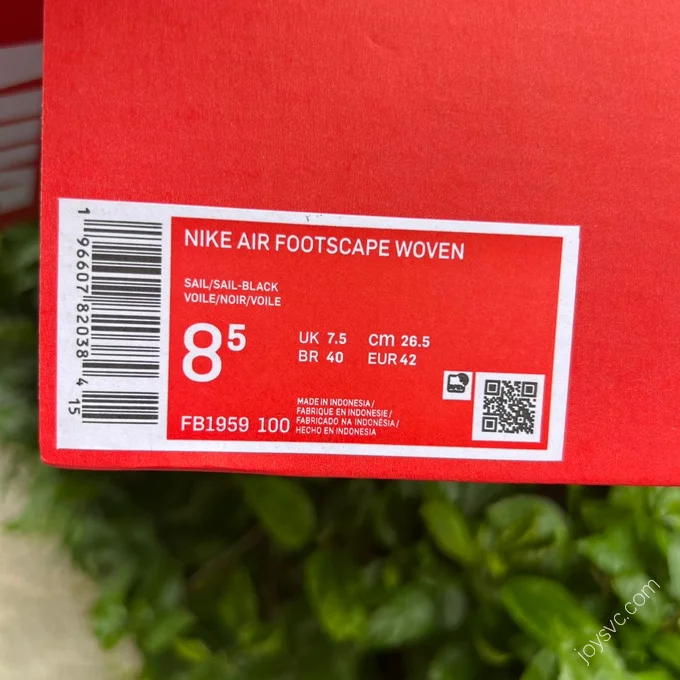 NIKE AIR FOOTSCAPE WOVEN
SAIL/SAIL-BLACK
VOILE/NOIR/VOILE
8⁵
UK 7.5 cm 26.5
BR 40 EUR 42
FB1959 100
MADE IN INDONESIA /
FABRIQUE EN INDONESIE /
FABRICADO NA INDONÉSIA /
HECHO EN INDONESIA
1 96607 82038 4 15
joysvc.com